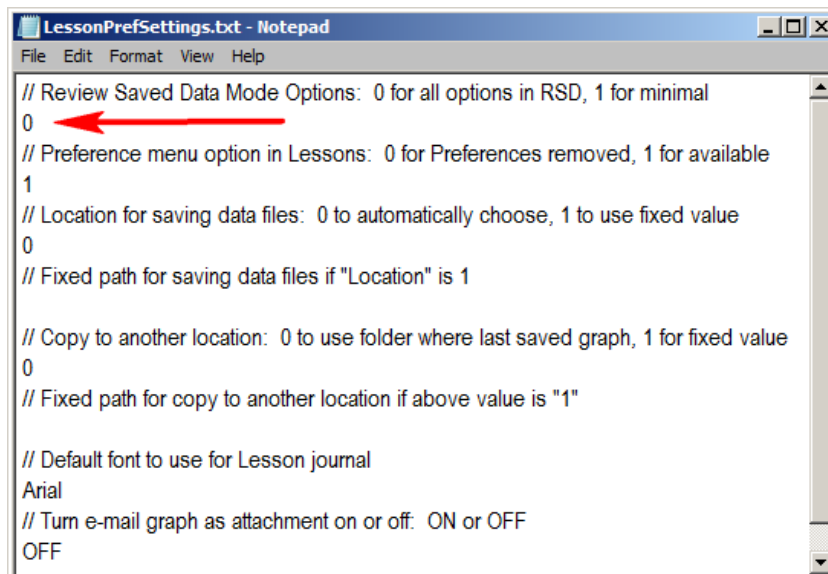 LessonPrefSettings.txt - Notepad
File Edit Format View Help
// Review Saved Data Mode Options: 0 for all options in RSD, 1 for minimal
0
// Preference menu option in Lessons: 0 for Preferences removed, 1 for available
1
// Location for saving data files: 0 to automatically choose, 1 to use fixed value
0
// Fixed path for saving data files if "Location" is 1
// Copy to another location: 0 to use folder where last saved graph, 1 for fixed value
0
// Fixed path for copy to another location if above value is "1"
// Default font to use for Lesson journal
Arial
// Turn e-mail graph as attachment on or off: ON or OFF
OFF